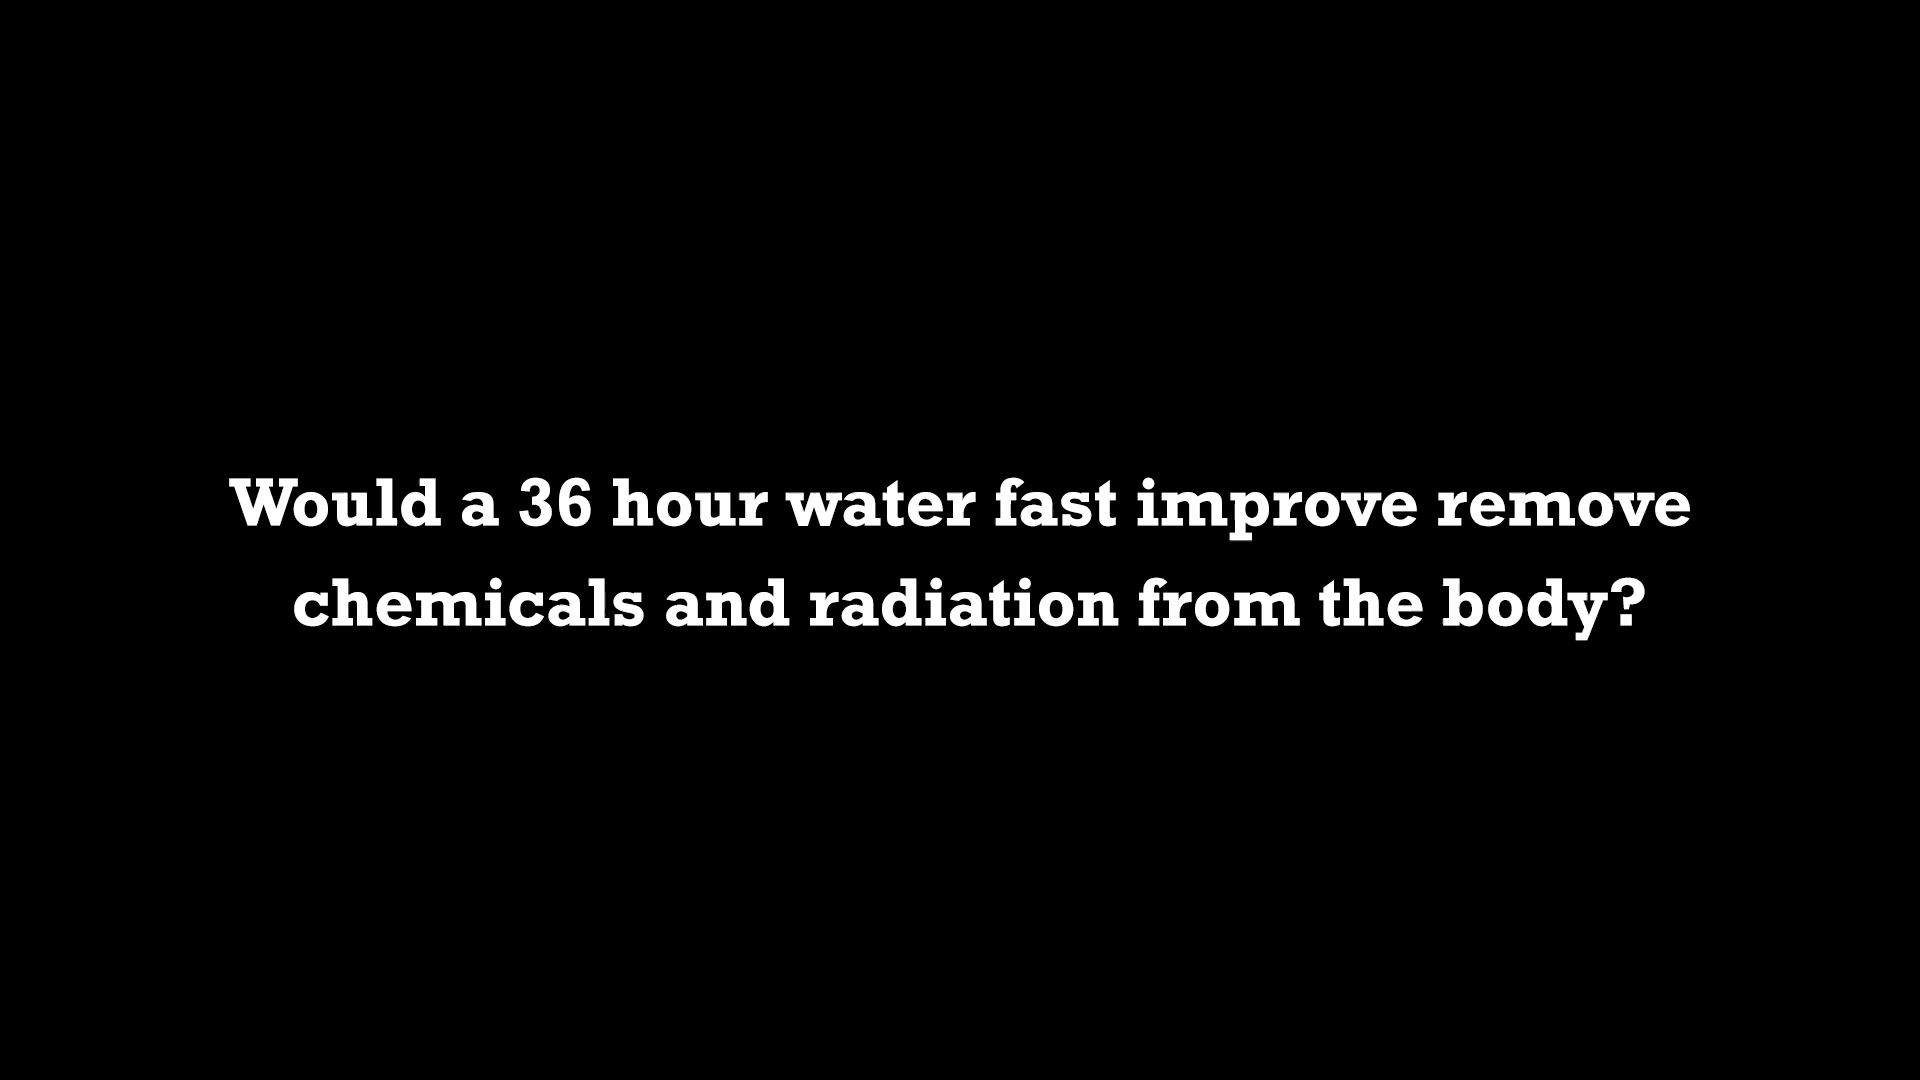 Would a 36 hour water fast improve remove
chemicals and radiation from the body?